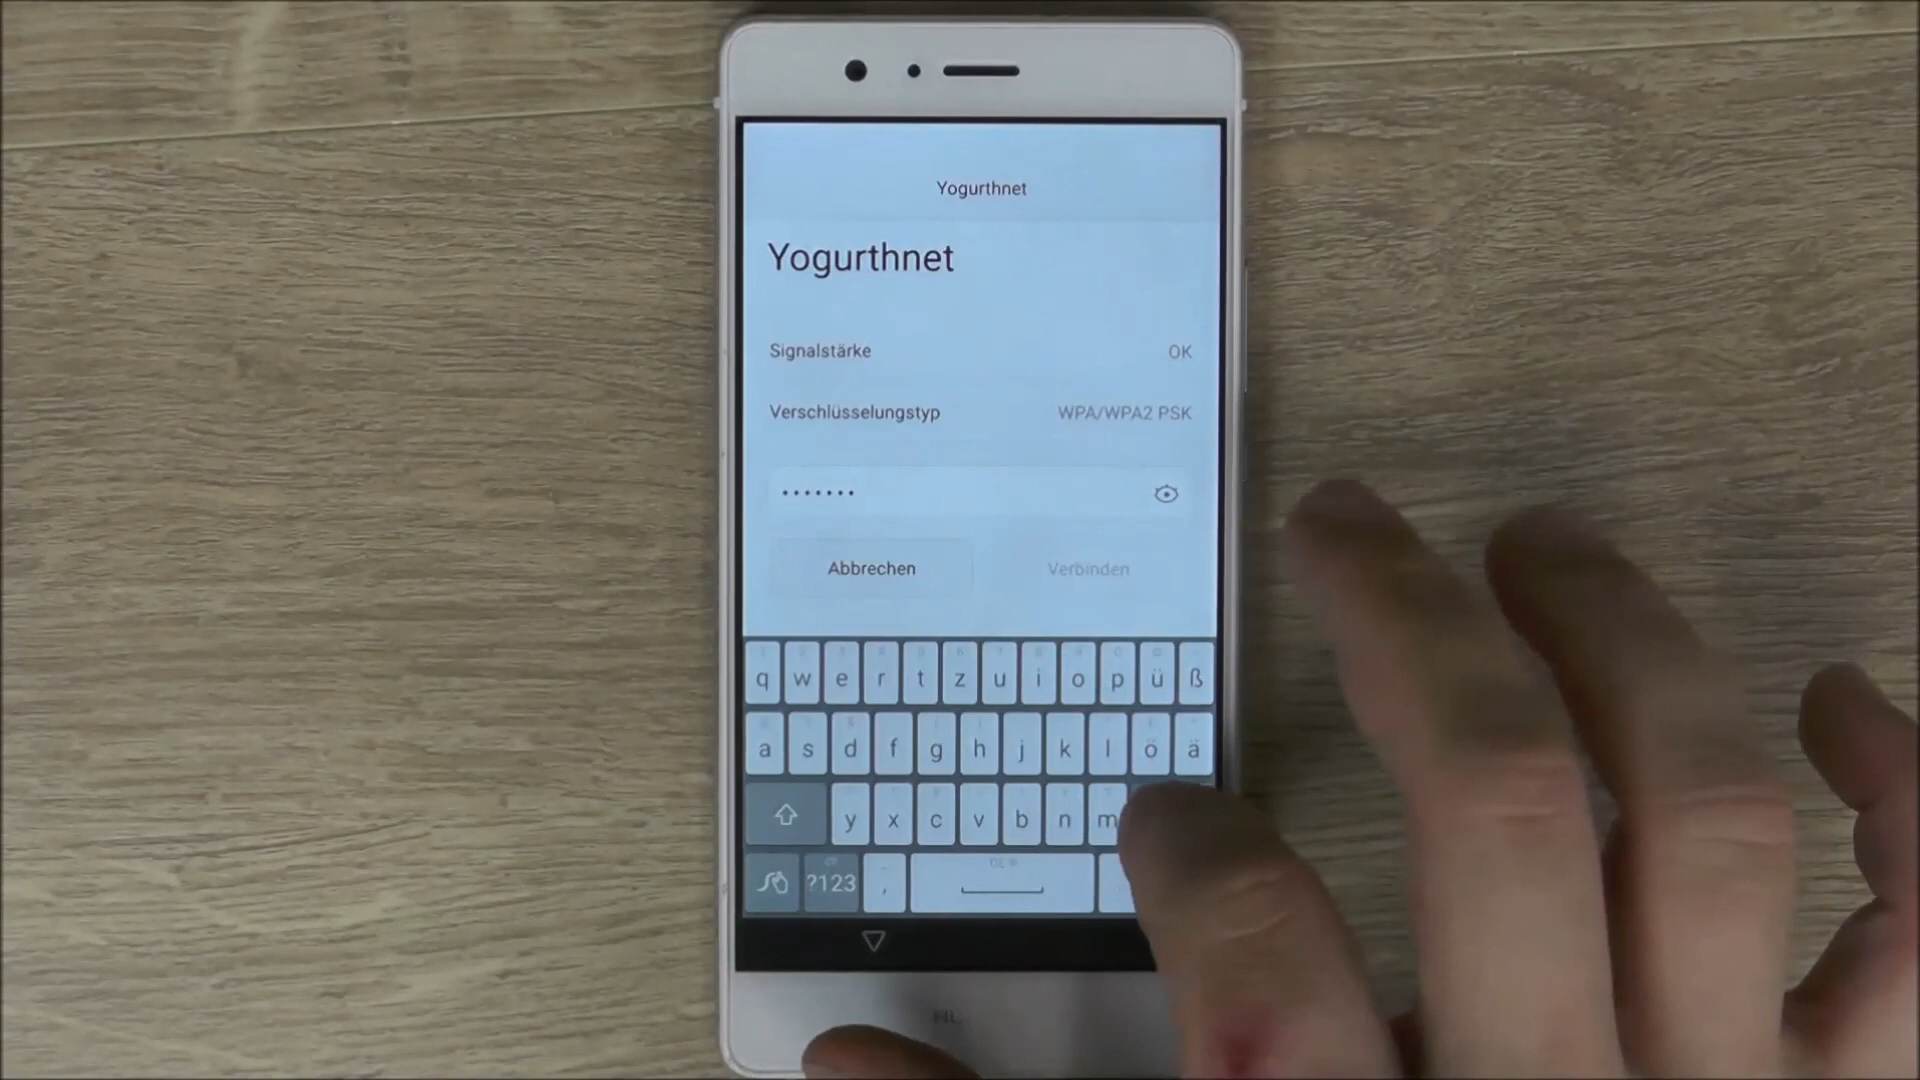 Yogurthnet
Yogurthnet
Signalstärke OK
Verschlüsselungstyp WPA/WPA2 PSK
•••••••
Abbrechen Verbinden
q w e r t z u i o p ü ß
a s d f g h j k l ö ä
y x c v b n m
?123 ,